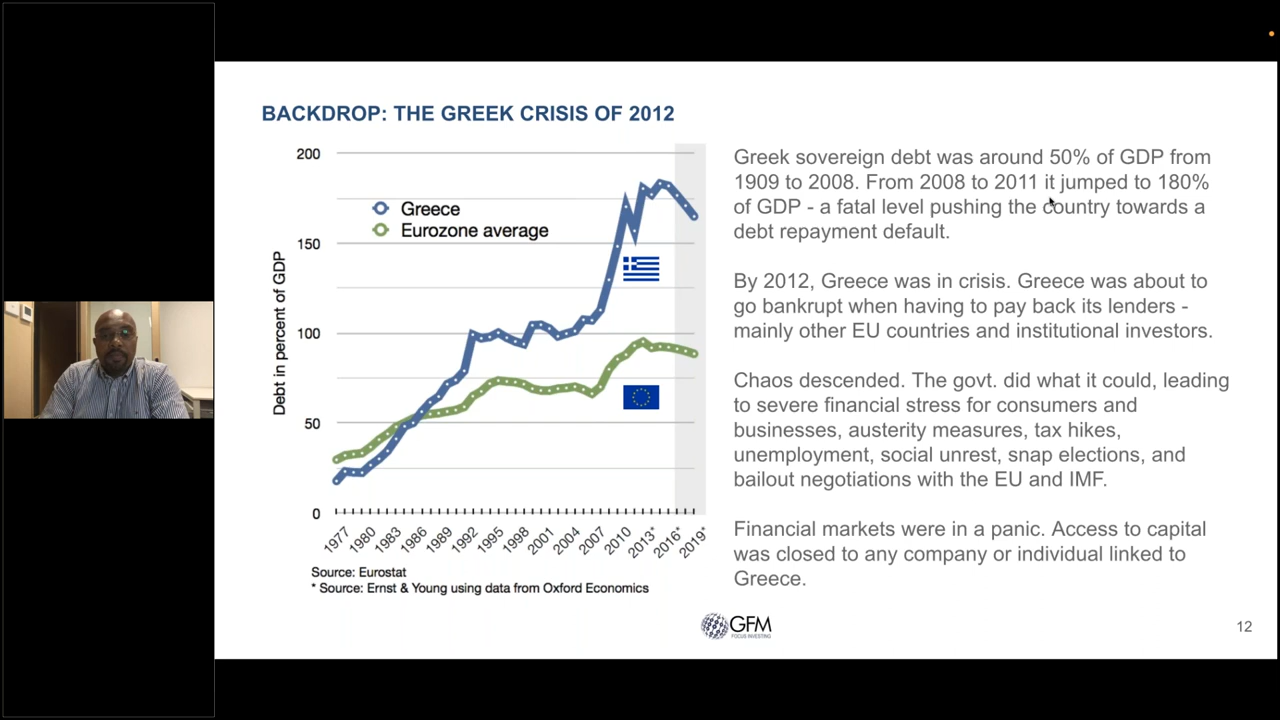 BACKDROP: THE GREEK CRISIS OF 2012
200
150
100
50
0
Debt in percent of GDP
Greece
Eurozone average
1977
1980
1983
1986
1989
1992
1995
1998
2001
2004
2007
2010
2013*
2016*
2019*
Source: Eurostat
* Source: Ernst & Young using data from Oxford Economics
Greek sovereign debt was around 50% of GDP from
1909 to 2008. From 2008 to 2011 it jumped to 180%
of GDP - a fatal level pushing the country towards a
debt repayment default.
By 2012, Greece was in crisis. Greece was about to
go bankrupt when having to pay back its lenders -
mainly other EU countries and institutional investors.
Chaos descended. The govt. did what it could, leading
to severe financial stress for consumers and
businesses, austerity measures, tax hikes,
unemployment, social unrest, snap elections, and
bailout negotiations with the EU and IMF.
Financial markets were in a panic. Access to capital
was closed to any company or individual linked to
Greece.
GFM
FOCUS INVESTING
12